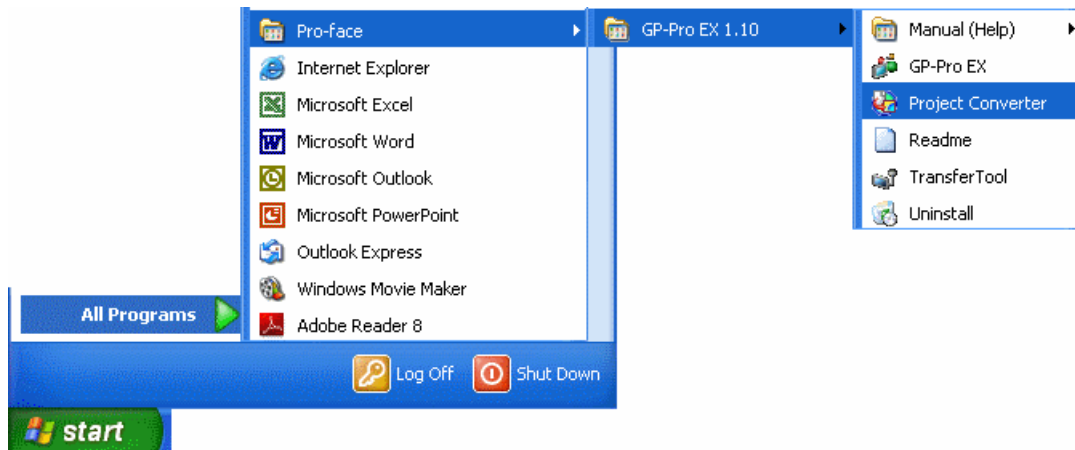 Pro-face
Internet Explorer
Microsoft Excel
Microsoft Word
Microsoft Outlook
Microsoft PowerPoint
Outlook Express
Windows Movie Maker
Adobe Reader 8
GP-Pro EX 1.10
Manual (Help)
GP-Pro EX
Project Converter
Readme
TransferTool
Uninstall
All Programs
Log Off
Shut Down
start